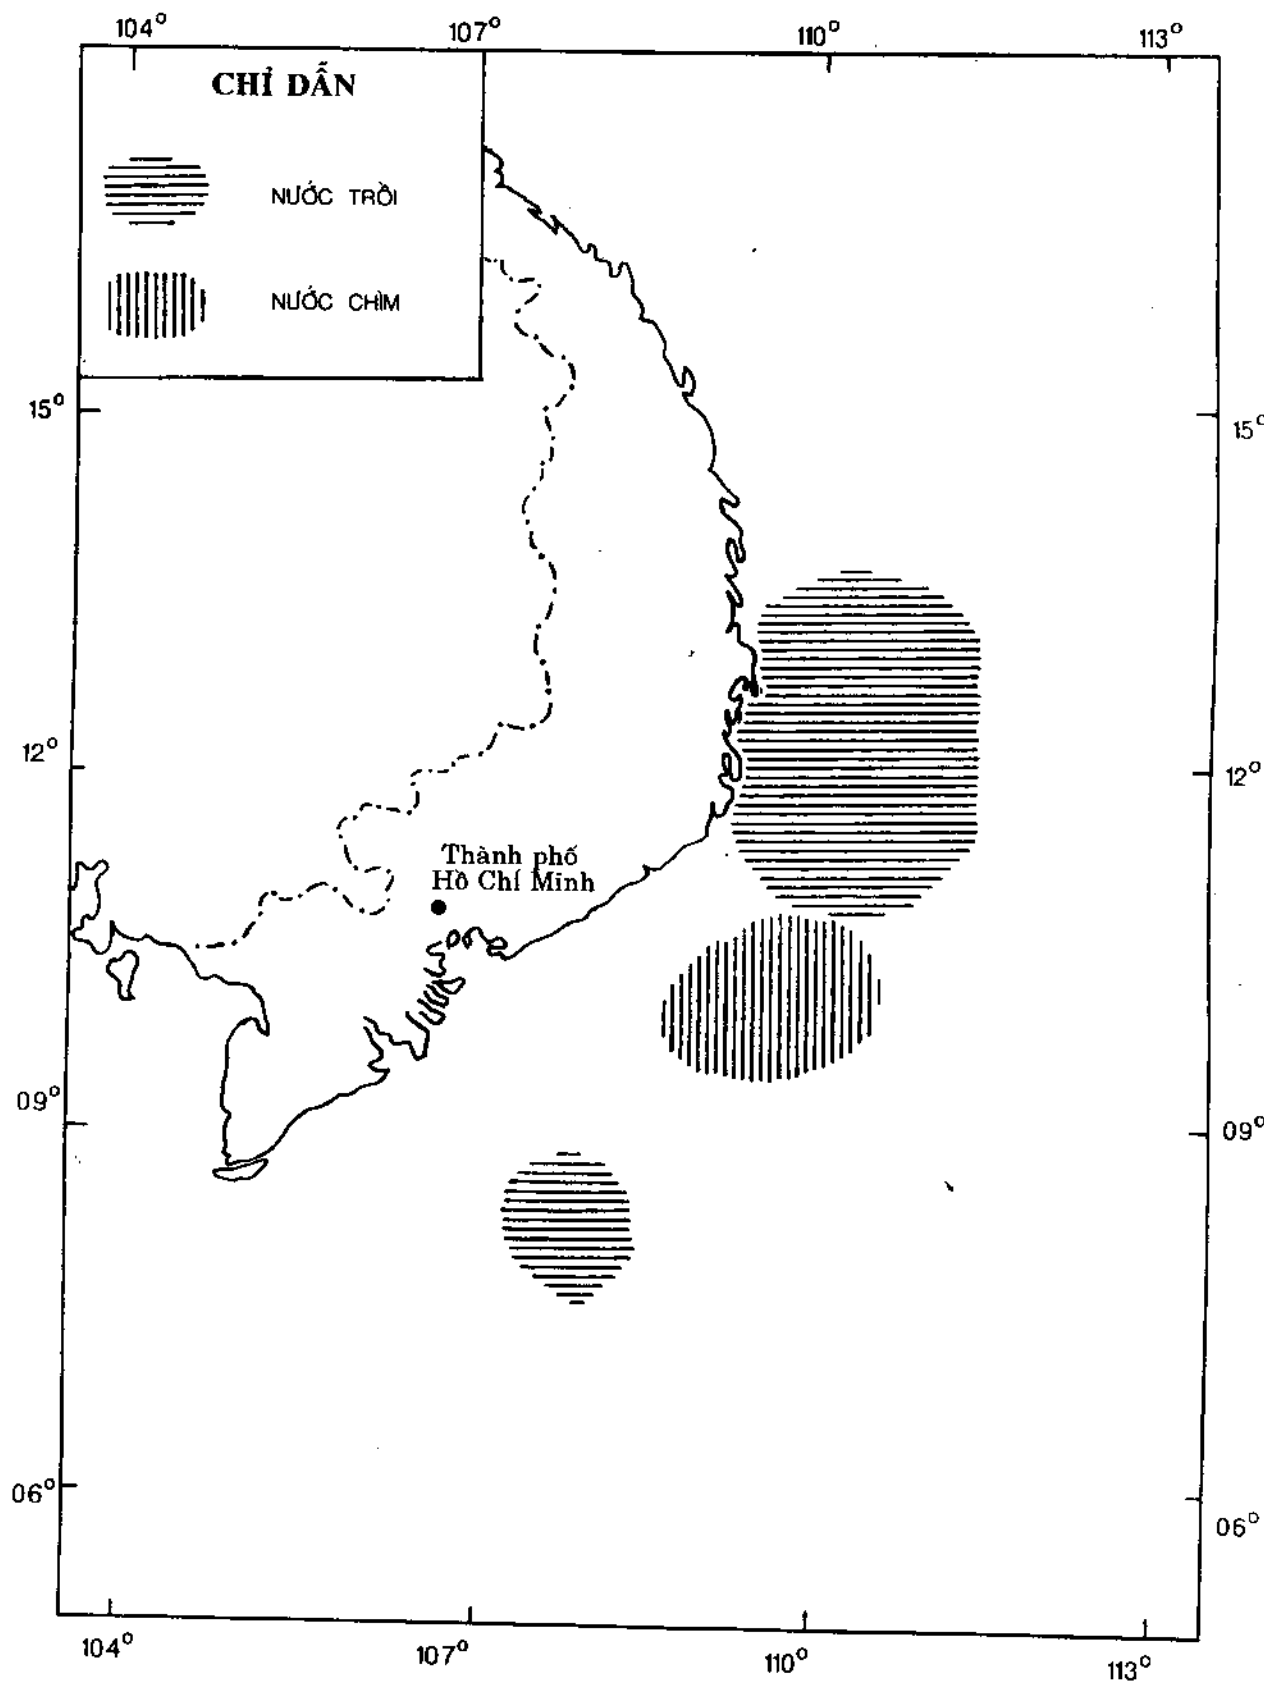 104° 107° 110° 113°
CHỈ DẪN
NƯỚC TRỒI
NƯỚC CHÌM
15° 15°
12° 12°
Thành phố
Hồ Chí Minh
09° 09°
06° 06°
104° 107° 110° 113°